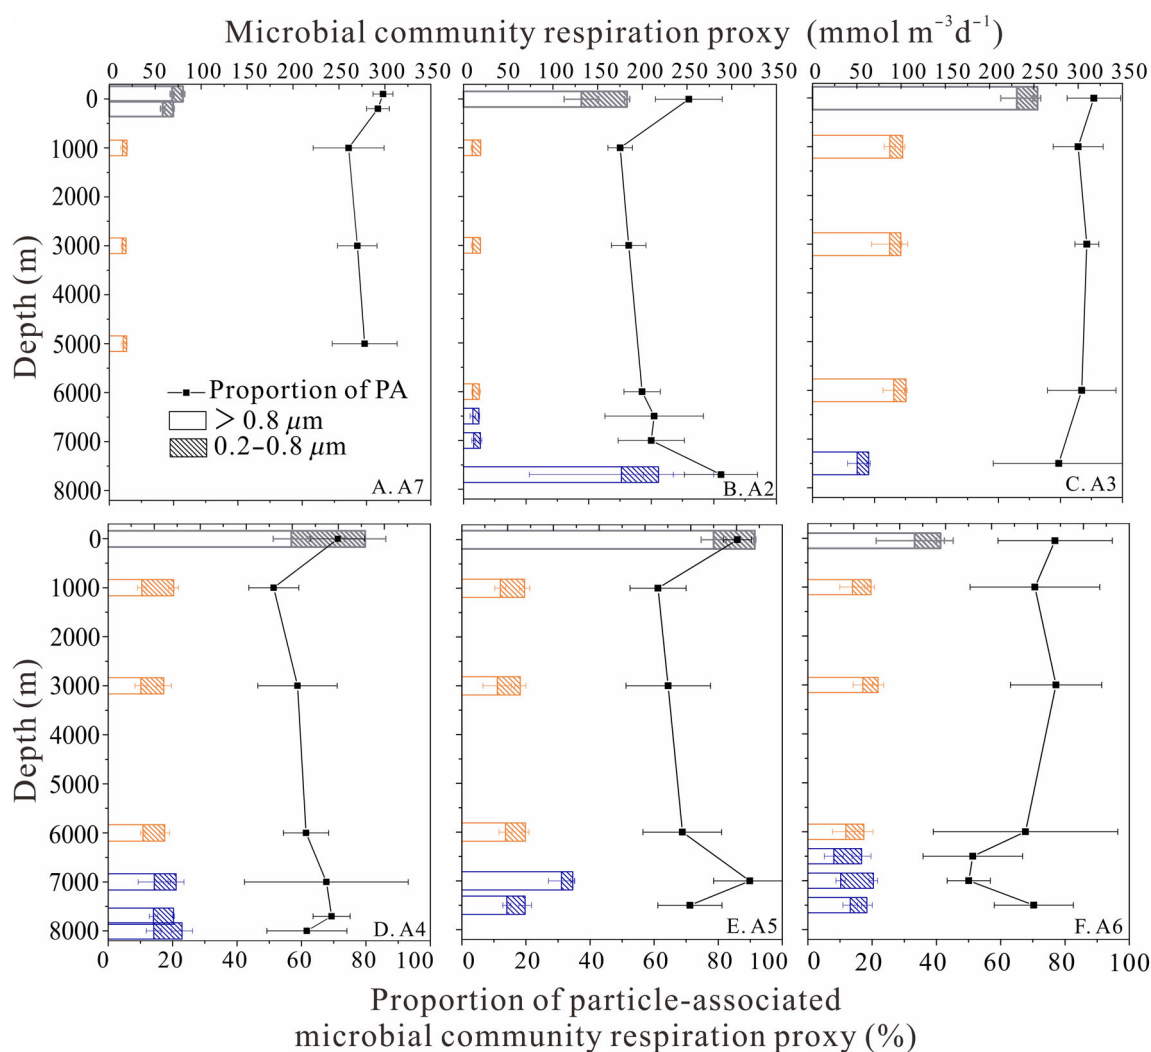 Microbial community respiration proxy (mmol m⁻³d⁻¹)
0 50 100 150 200 250 300 350 0 50 100 150 200 250 300 350 0 50 100 150 200 250 300 350
0
1000
2000
3000
4000
5000
6000
7000
8000
Depth (m)
Proportion of PA
> 0.8 μm
0.2–0.8 μm
A. A7
B. A2
C. A3
0
1000
2000
3000
4000
5000
6000
7000
8000
Depth (m)
D. A4
E. A5
F. A6
0 20 40 60 80 100 0 20 40 60 80 100 0 20 40 60 80 100
Proportion of particle-associated
microbial community respiration proxy (%)